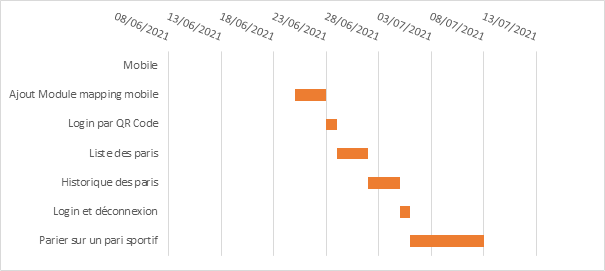 08/06/2021 13/06/2021 18/06/2021 23/06/2021 28/06/2021 03/07/2021 08/07/2021 13/07/2021
Mobile
Ajout Module mapping mobile
Login par QR Code
Liste des paris
Historique des paris
Login et déconnexion
Parier sur un pari sportif